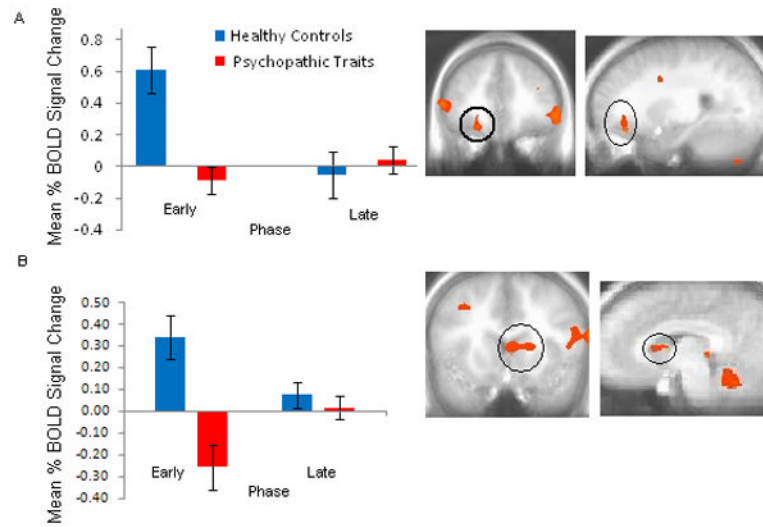 A
Mean % BOLD Signal Change
0.8
0.6
0.4
0.2
0
-0.2
-0.4
Healthy Controls
Psychopathic Traits
Early
Late
Phase
B
Mean % BOLD Signal Change
0.50
0.40
0.30
0.20
0.10
0.00
-0.10
-0.20
-0.30
-0.40
Early
Phase
Late